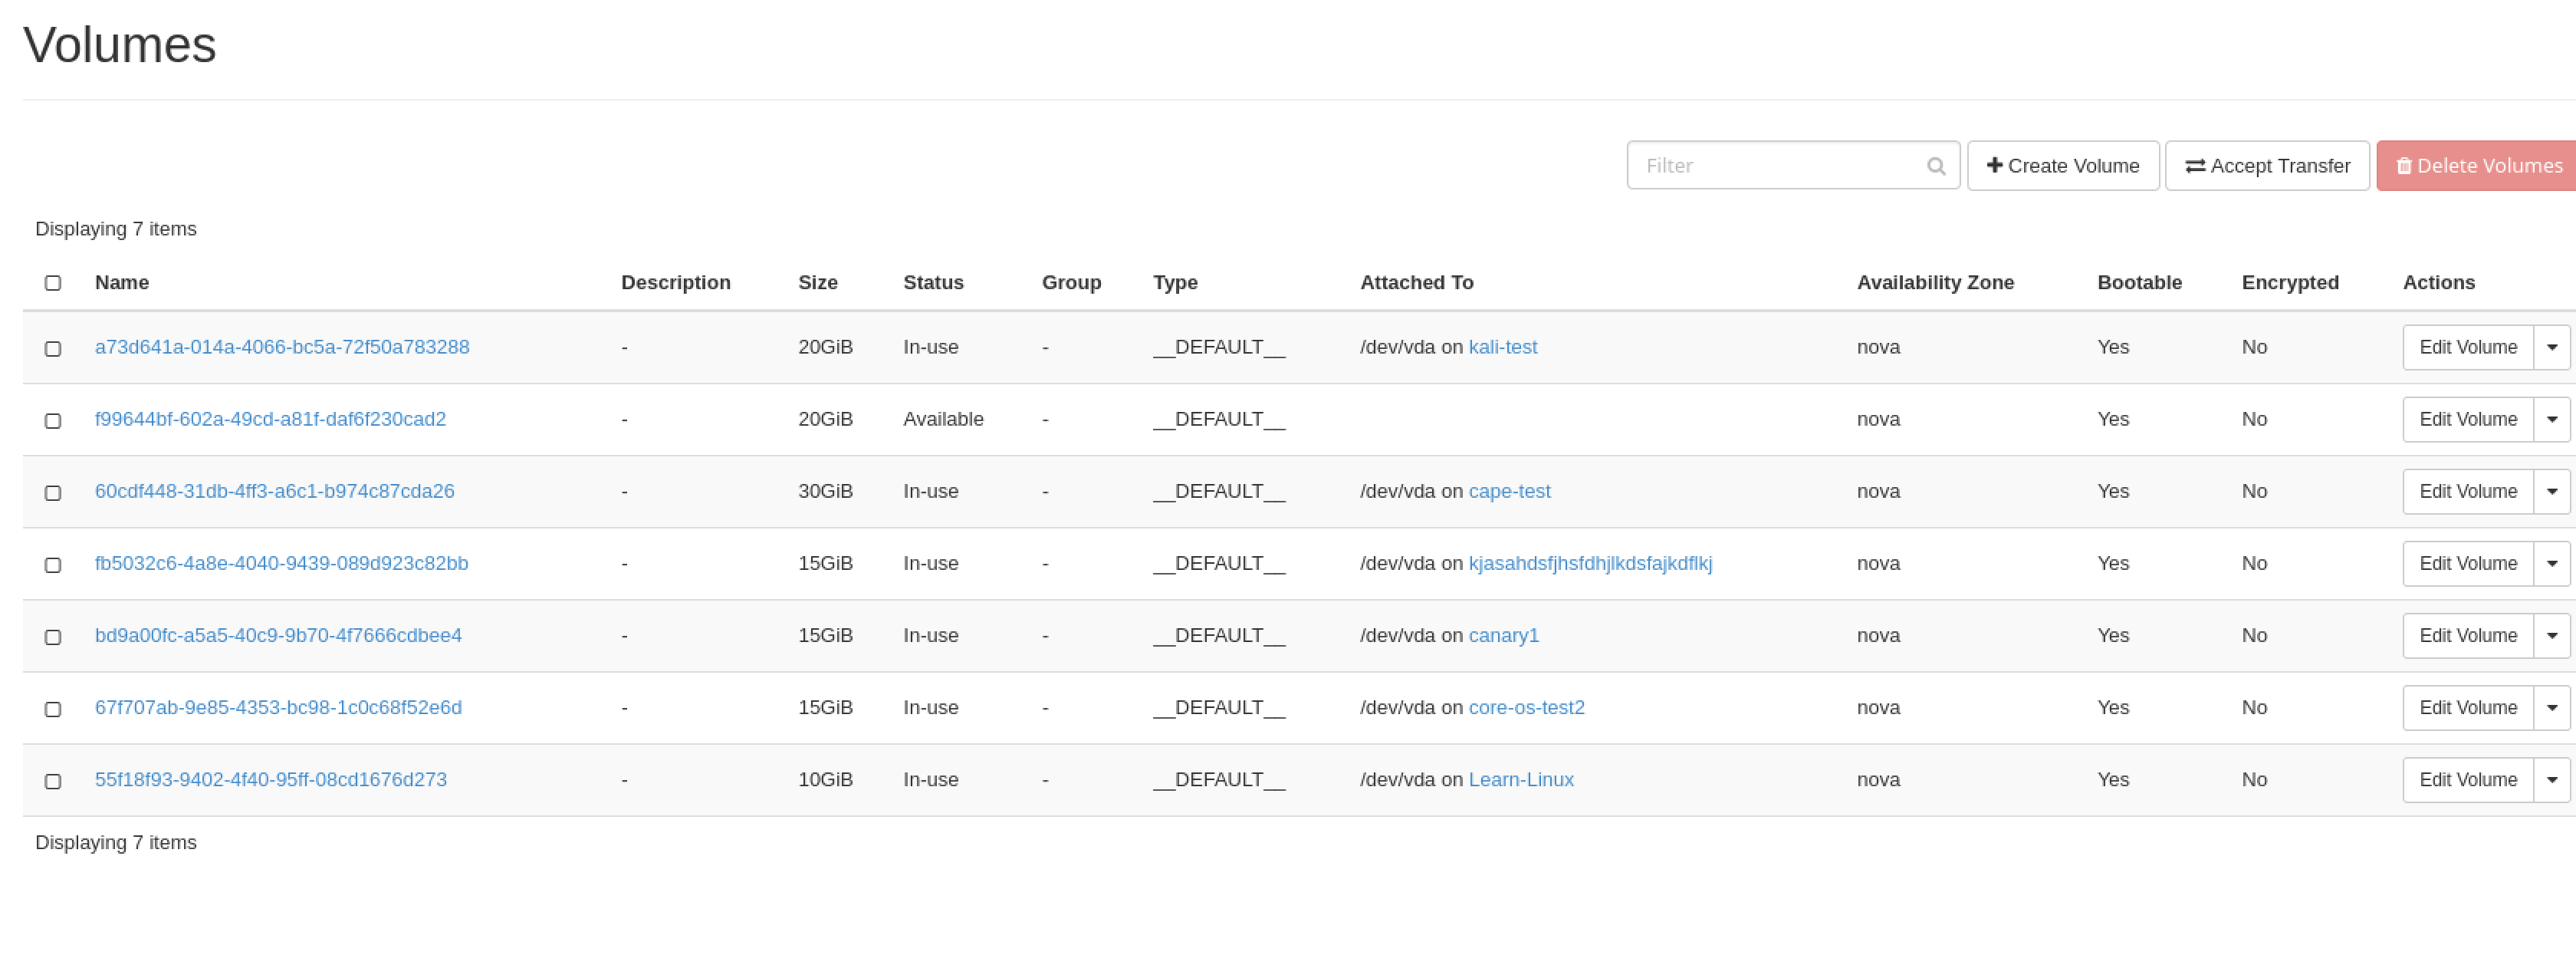 Volumes
Filter Create Volume Accept Transfer Delete Volumes
Displaying 7 items
Name Description Size Status Group Type Attached To Availability Zone Bootable Encrypted Actions
a73d641a-014a-4066-bc5a-72f50a783288 - 20GiB In-use - __DEFAULT__ /dev/vda on kali-test nova Yes No Edit Volume
f99644bf-602a-49cd-a81f-daf6f230cad2 - 20GiB Available - __DEFAULT__ nova Yes No Edit Volume
60cdf448-31db-4ff3-a6c1-b974c87cda26 - 30GiB In-use - __DEFAULT__ /dev/vda on cape-test nova Yes No Edit Volume
fb5032c6-4a8e-4040-9439-089d923c82bb - 15GiB In-use - __DEFAULT__ /dev/vda on kjasahdsfjhsfdhjlkdsfajkdflkj nova Yes No Edit Volume
bd9a00fc-a5a5-40c9-9b70-4f7666cdbee4 - 15GiB In-use - __DEFAULT__ /dev/vda on canary1 nova Yes No Edit Volume
67f707ab-9e85-4353-bc98-1c0c68f52e6d - 15GiB In-use - __DEFAULT__ /dev/vda on core-os-test2 nova Yes No Edit Volume
55f18f93-9402-4f40-95ff-08cd1676d273 - 10GiB In-use - __DEFAULT__ /dev/vda on Learn-Linux nova Yes No Edit Volume
Displaying 7 items